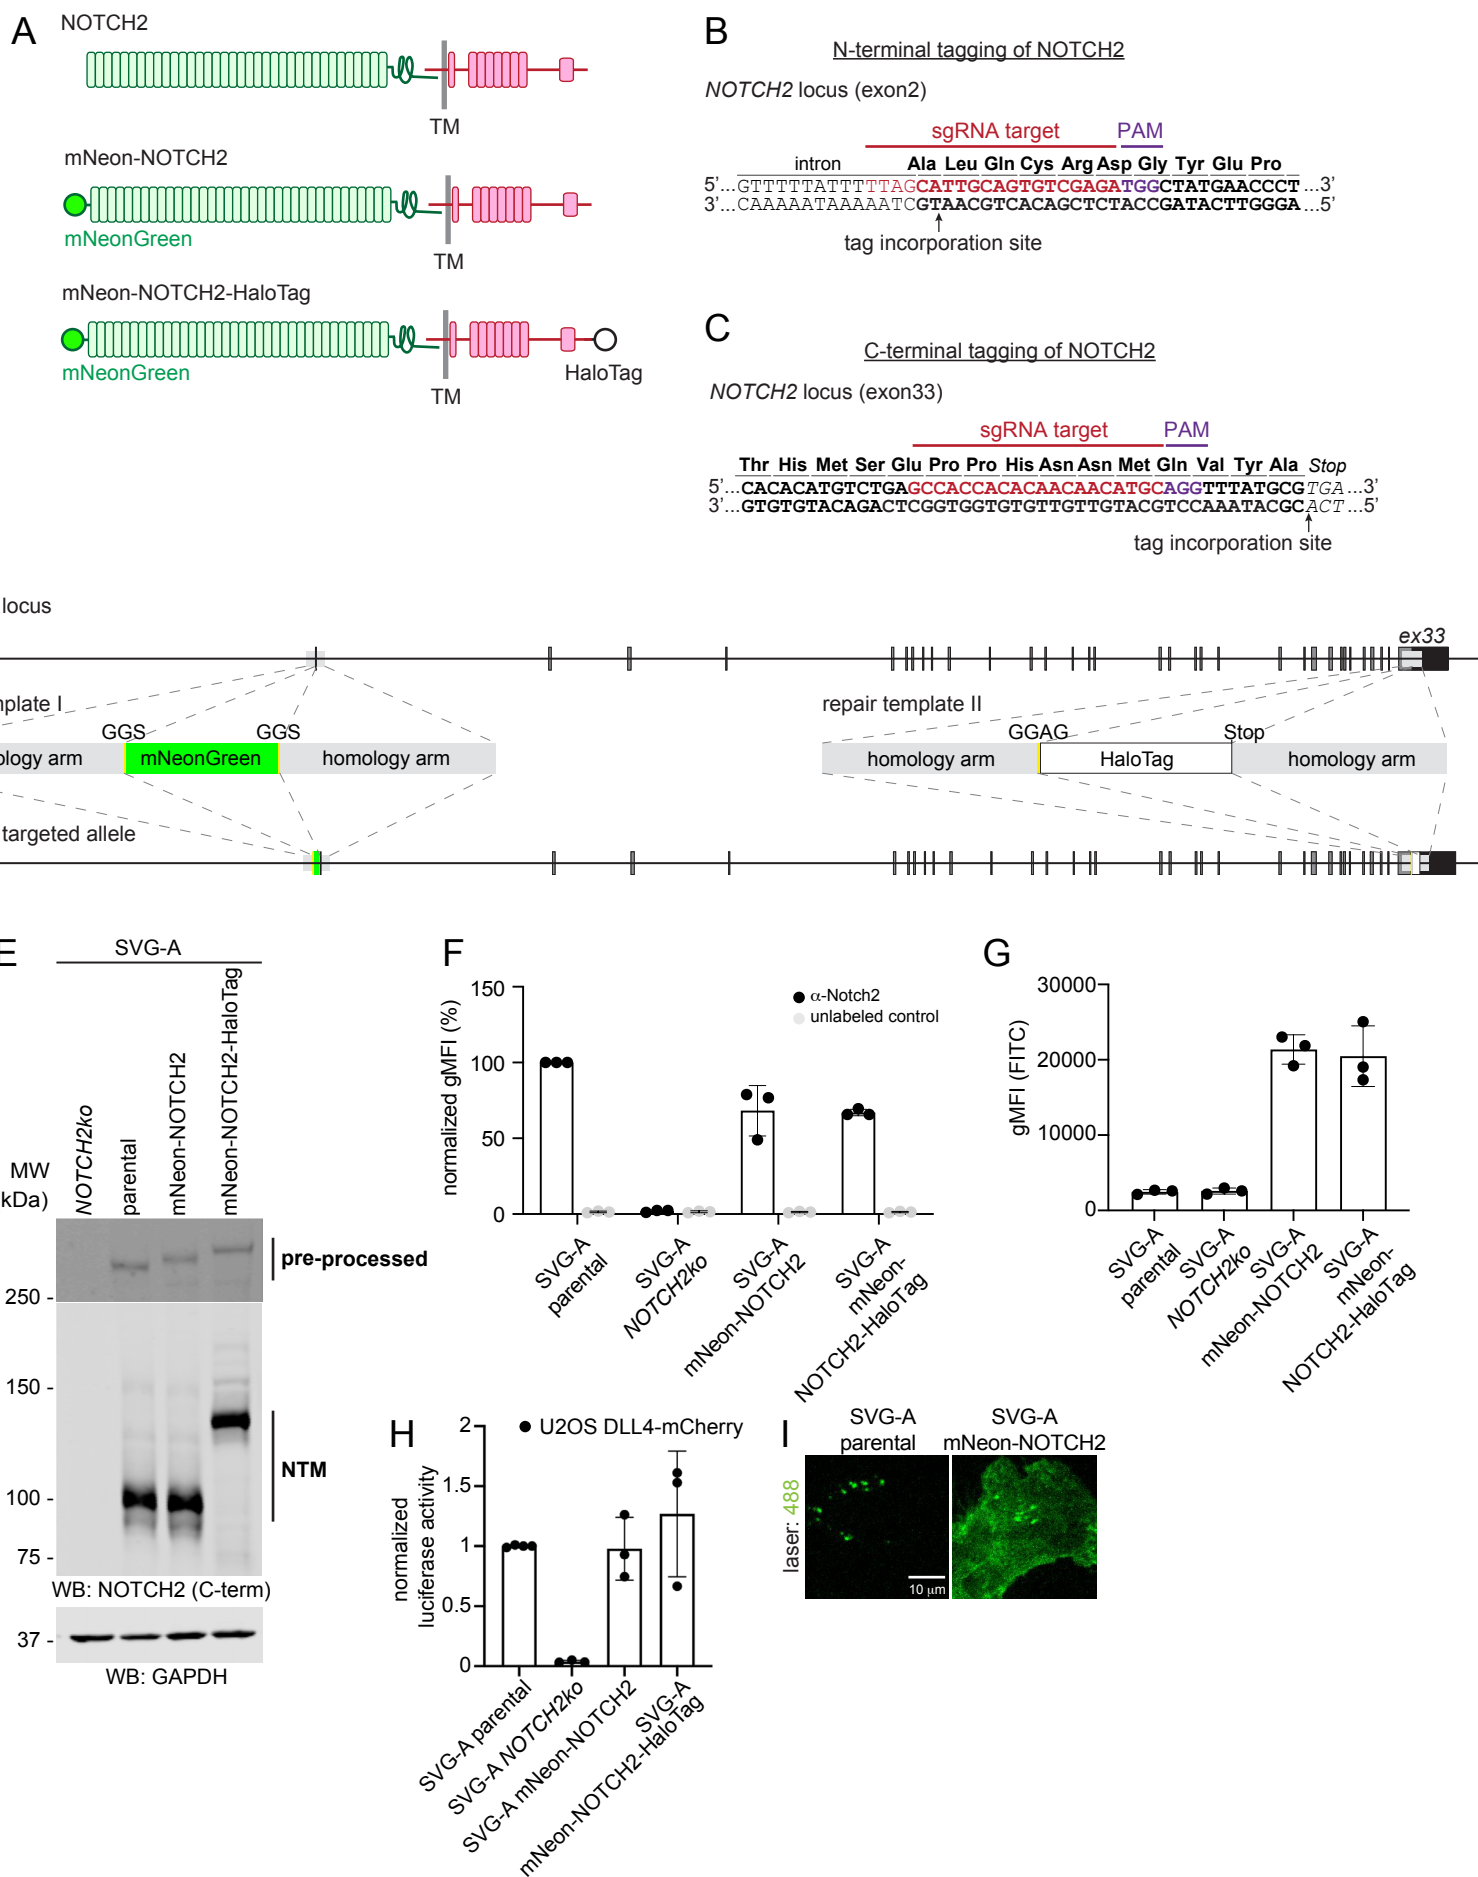 A
NOTCH2
TM
mNeon-NOTCH2
mNeonGreen
TM
mNeon-NOTCH2-HaloTag
mNeonGreen
HaloTag
TM
B
N-terminal tagging of NOTCH2
NOTCH2 locus (exon2)
sgRNA target PAM
intron Ala Leu Gln Cys Arg Asp Gly Tyr Glu Pro
5'...GTTTTTATTTTTAGCATTGCAGTGTCGAGATGGCTATGAACCCT...3'
3'...CAAAAATAAAAATCGTAACGTCACAGCTCTACCGATACTTGGGA...5'
tag incorporation site
C
C-terminal tagging of NOTCH2
NOTCH2 locus (exon33)
sgRNA target PAM
Thr His Met Ser Glu Pro Pro His Asn Asn Met Gln Val Tyr Ala Stop
5'...CACACATGTCTGAGCCACCACACAACAACATGCAGGTTTATGCGTGA...3'
3'...GTGTGTACAGACTCGGTGGTGTGTTGTTGTACGTCCAAATACGCACT...5'
tag incorporation site
locus
ex33
plate I
repair template II
GGS GGS
GGAG Stop
ology arm mNeonGreen homology arm
homology arm HaloTag homology arm
targeted allele
E
SVG-A
NOTCH2ko
parental
mNeon-NOTCH2
mNeon-NOTCH2-HaloTag
MW
kDa)
pre-processed
250 -
150 -
NTM
100 -
75 -
WB: NOTCH2 (C-term)
37 -
WB: GAPDH
F
normalized gMFI (%)
150
100
50
0
α-Notch2
unlabeled control
SVG-A
parental
SVG-A
NOTCH2ko
SVG-A
mNeon-NOTCH2
SVG-A
mNeon-
NOTCH2-HaloTag
G
gMFI (FITC)
30000
20000
10000
0
SVG-A
parental
SVG-A
NOTCH2ko
SVG-A
mNeon-NOTCH2
SVG-A
mNeon-
NOTCH2-HaloTag
H
normalized
luciferase activity
2
1.5
1
0.5
0
U2OS DLL4-mCherry
SVG-A parental
SVG-A NOTCH2ko
SVG-A mNeon-NOTCH2
SVG-A
mNeon-NOTCH2-HaloTag
I
SVG-A
parental
SVG-A
mNeon-NOTCH2
laser: 488
10 μm